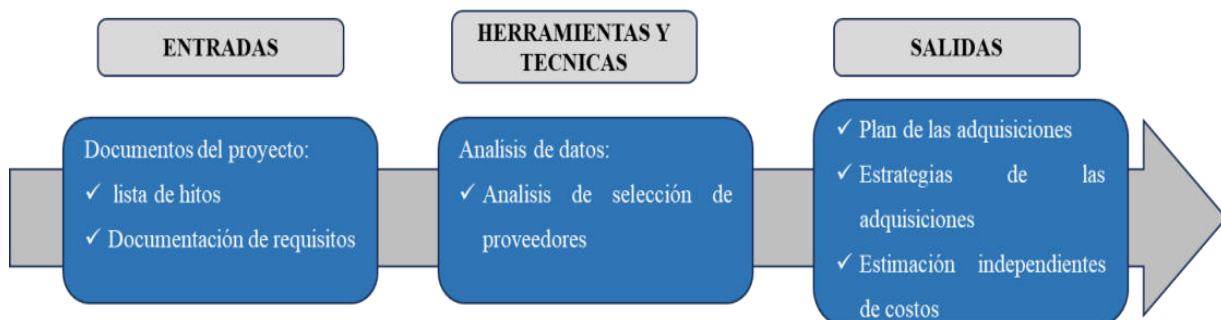 ENTRADAS
Documentos del proyecto:
✓ lista de hitos
✓ Documentación de requisitos
HERRAMIENTAS Y
TECNICAS
Analisis de datos:
✓ Analisis de selección de
proveedores
SALIDAS
✓ Plan de las adquisiciones
✓ Estrategias de las
adquisiciones
✓ Estimación independientes
de costos